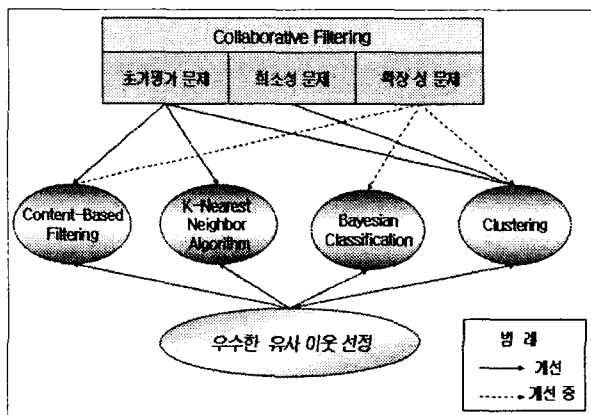 Collaborative Filtering
초기평가 문제
희소성 문제
확장 성 문제
Content-Based
Filtering
K-Nearest
Neighbor
Algorithm
Bayesian
Classification
Clustering
우수한 유사 이웃 선정
범 례
개선
개선 중